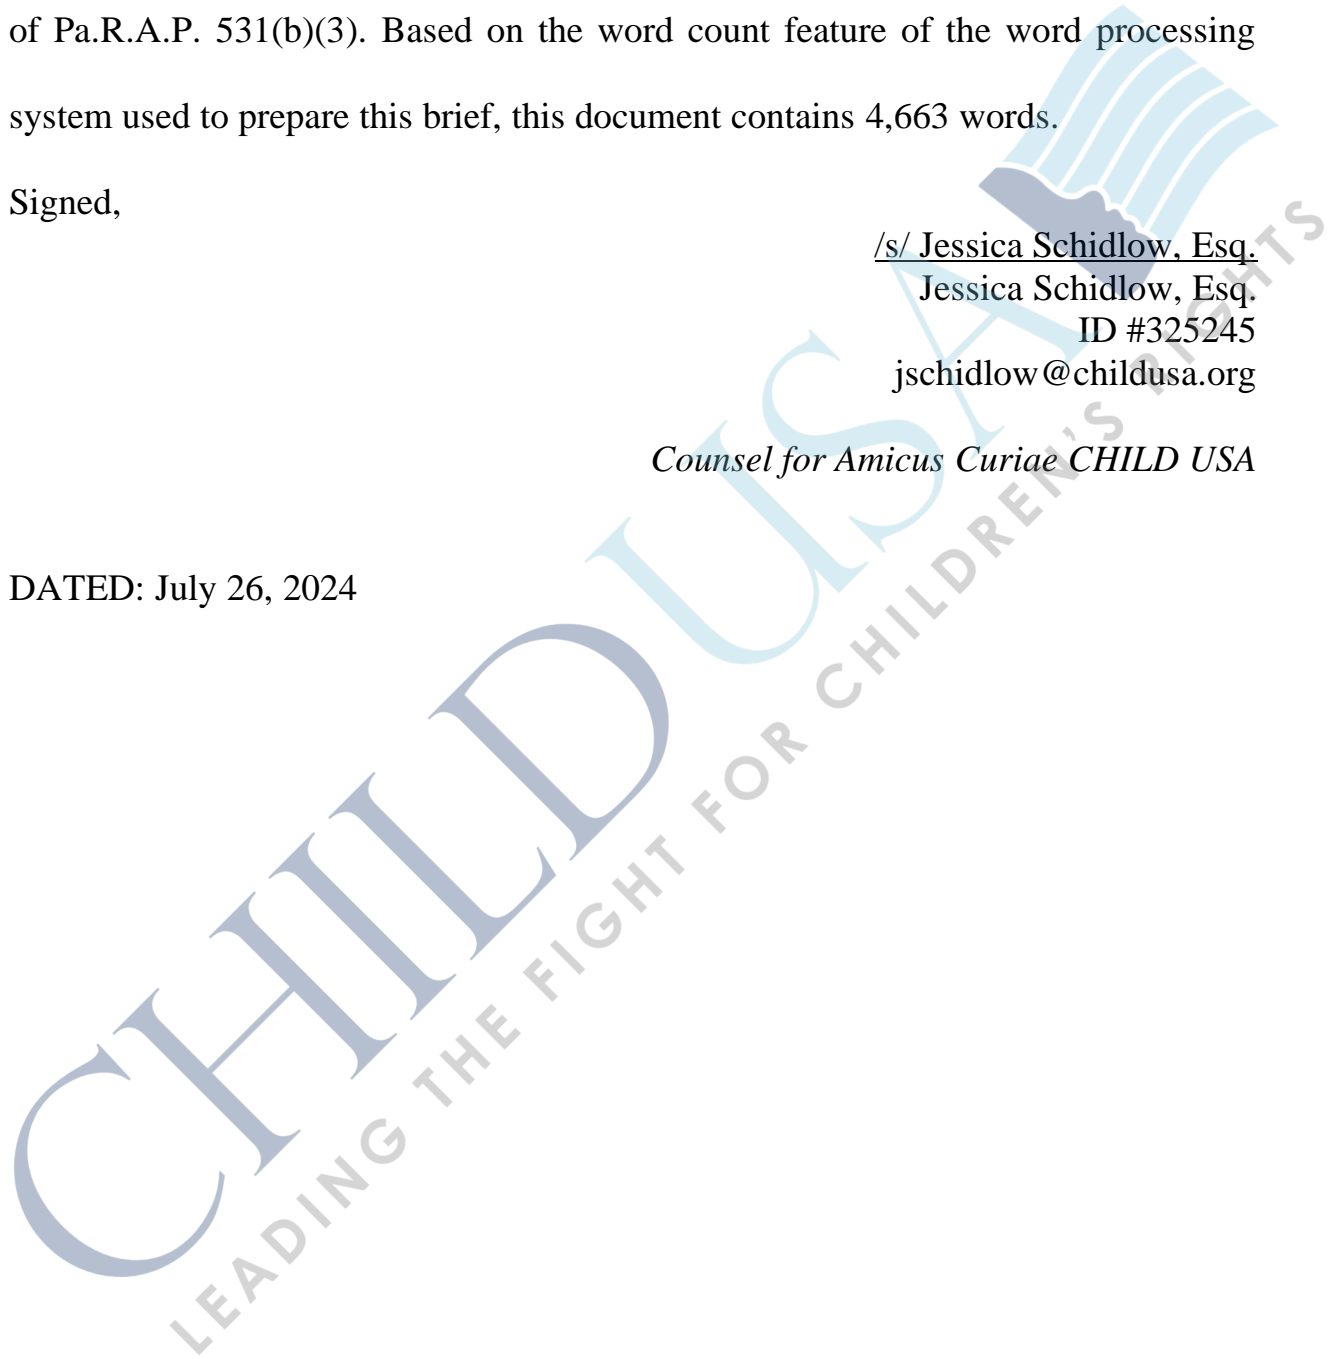 of Pa.R.A.P. 531(b)(3). Based on the word count feature of the word processing
system used to prepare this brief, this document contains 4,663 words.
Signed,
/s/ Jessica Schidlow, Esq.
Jessica Schidlow, Esq.
ID #325245
jschidlow@childusa.org
Counsel for Amicus Curiae CHILD USA
DATED: July 26, 2024
CHILD USA
LEADING THE FIGHT FOR CHILDREN'S RIGHTS